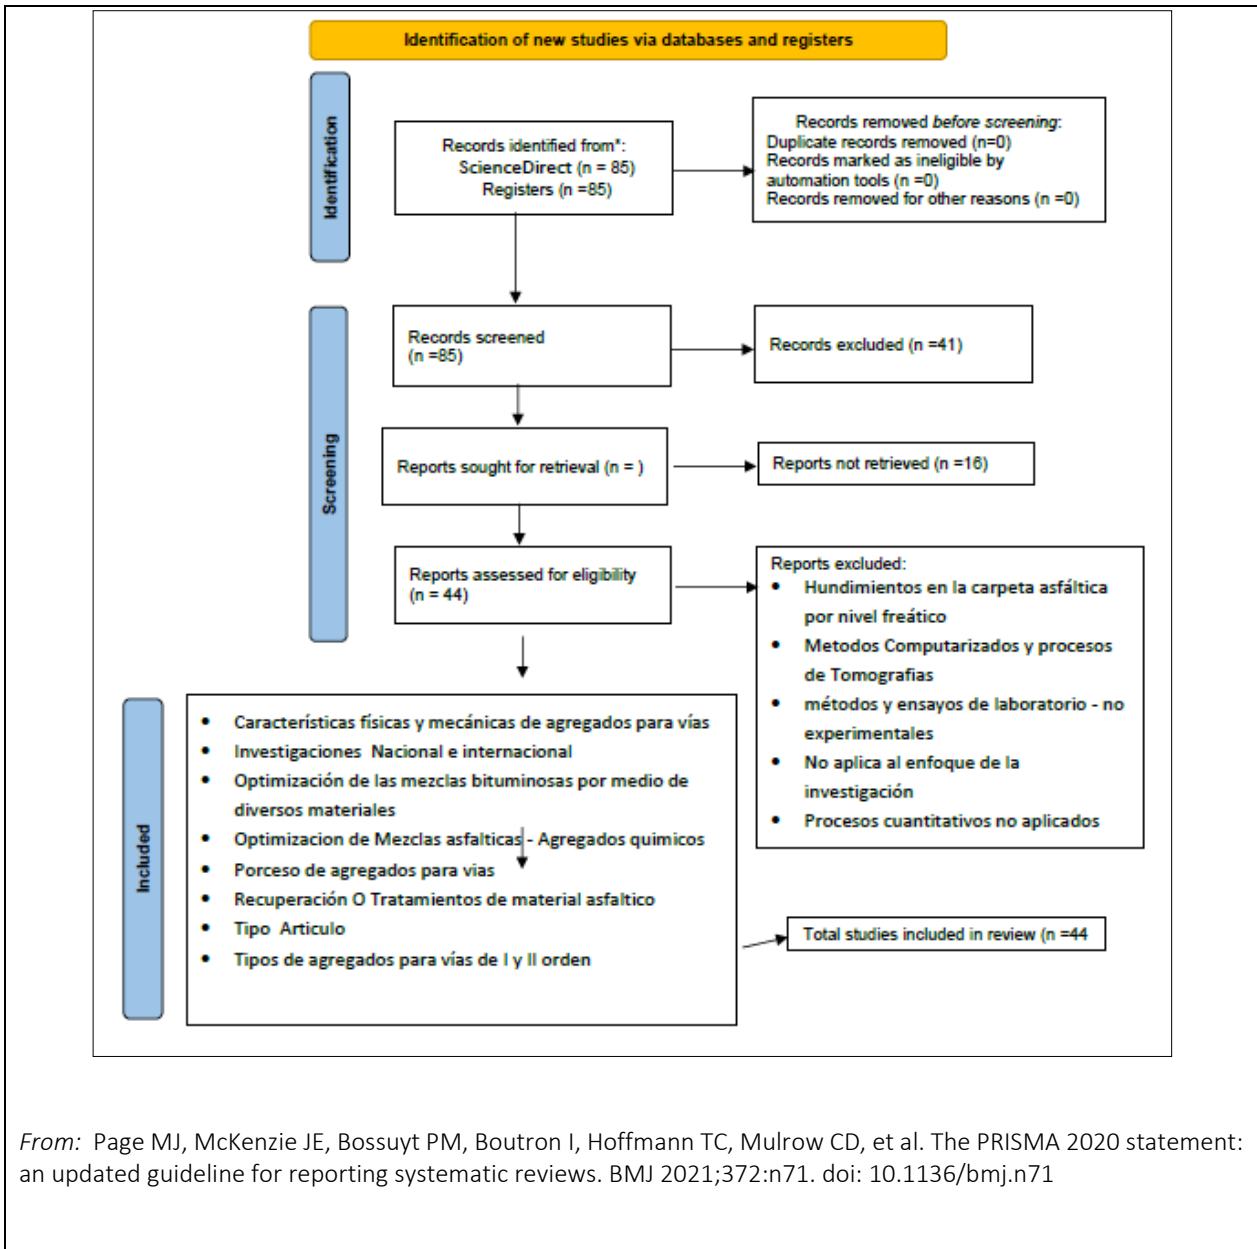 Identification of new studies via databases and registers
Identification
Records identified from*:
ScienceDirect (n = 85)
Registers (n =85)
Records removed before screening:
Duplicate records removed (n=0)
Records marked as ineligible by
automation tools (n =0)
Records removed for other reasons (n =0)
Screening
Records screened
(n =85)
Records excluded (n =41)
Reports sought for retrieval (n = )
Reports not retrieved (n =16)
Reports assessed for eligibility
(n = 44)
Reports excluded:
• Hundimientos en la carpeta asfáltica
por nivel freático
• Metodos Computarizados y procesos
de Tomografias
• métodos y ensayos de laboratorio - no
experimentales
• No aplica al enfoque de la
investigación
• Procesos cuantitativos no aplicados
Included
• Características físicas y mecánicas de agregados para vías
• Investigaciones Nacional e internacional
• Optimización de las mezclas bituminosas por medio de
diversos materiales
• Optimizacion de Mezclas asfalticas - Agregados quimicos
• Porceso de agregados para vias
• Recuperación O Tratamientos de material asfaltico
• Tipo Articulo
• Tipos de agregados para vías de I y II orden
Total studies included in review (n =44
From: Page MJ, McKenzie JE, Bossuyt PM, Boutron I, Hoffmann TC, Mulrow CD, et al. The PRISMA 2020 statement:
an updated guideline for reporting systematic reviews. BMJ 2021;372:n71. doi: 10.1136/bmj.n71